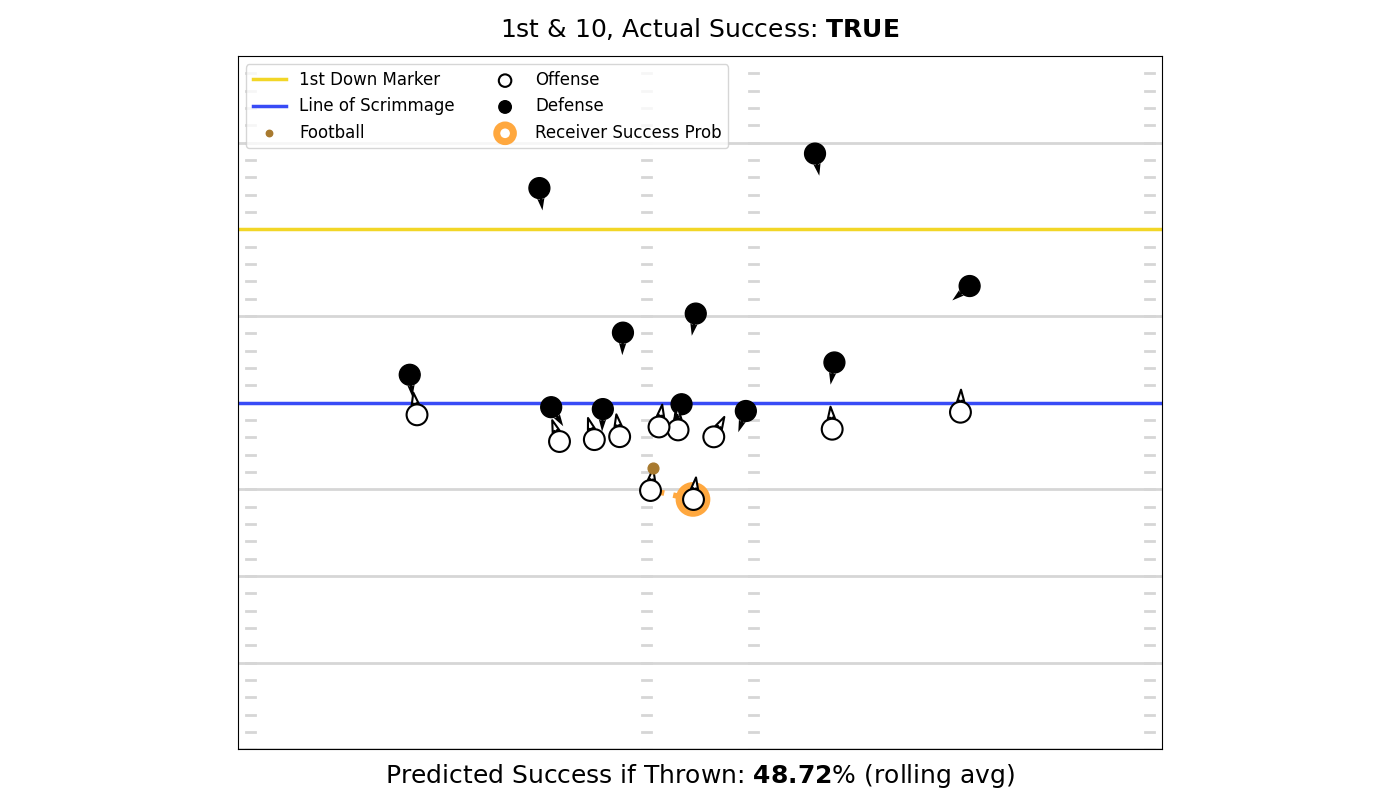 1st & 10, Actual Success: TRUE
1st Down Marker
Line of Scrimmage
Football
Offense
Defense
Receiver Success Prob
Predicted Success if Thrown: 48.72% (rolling avg)